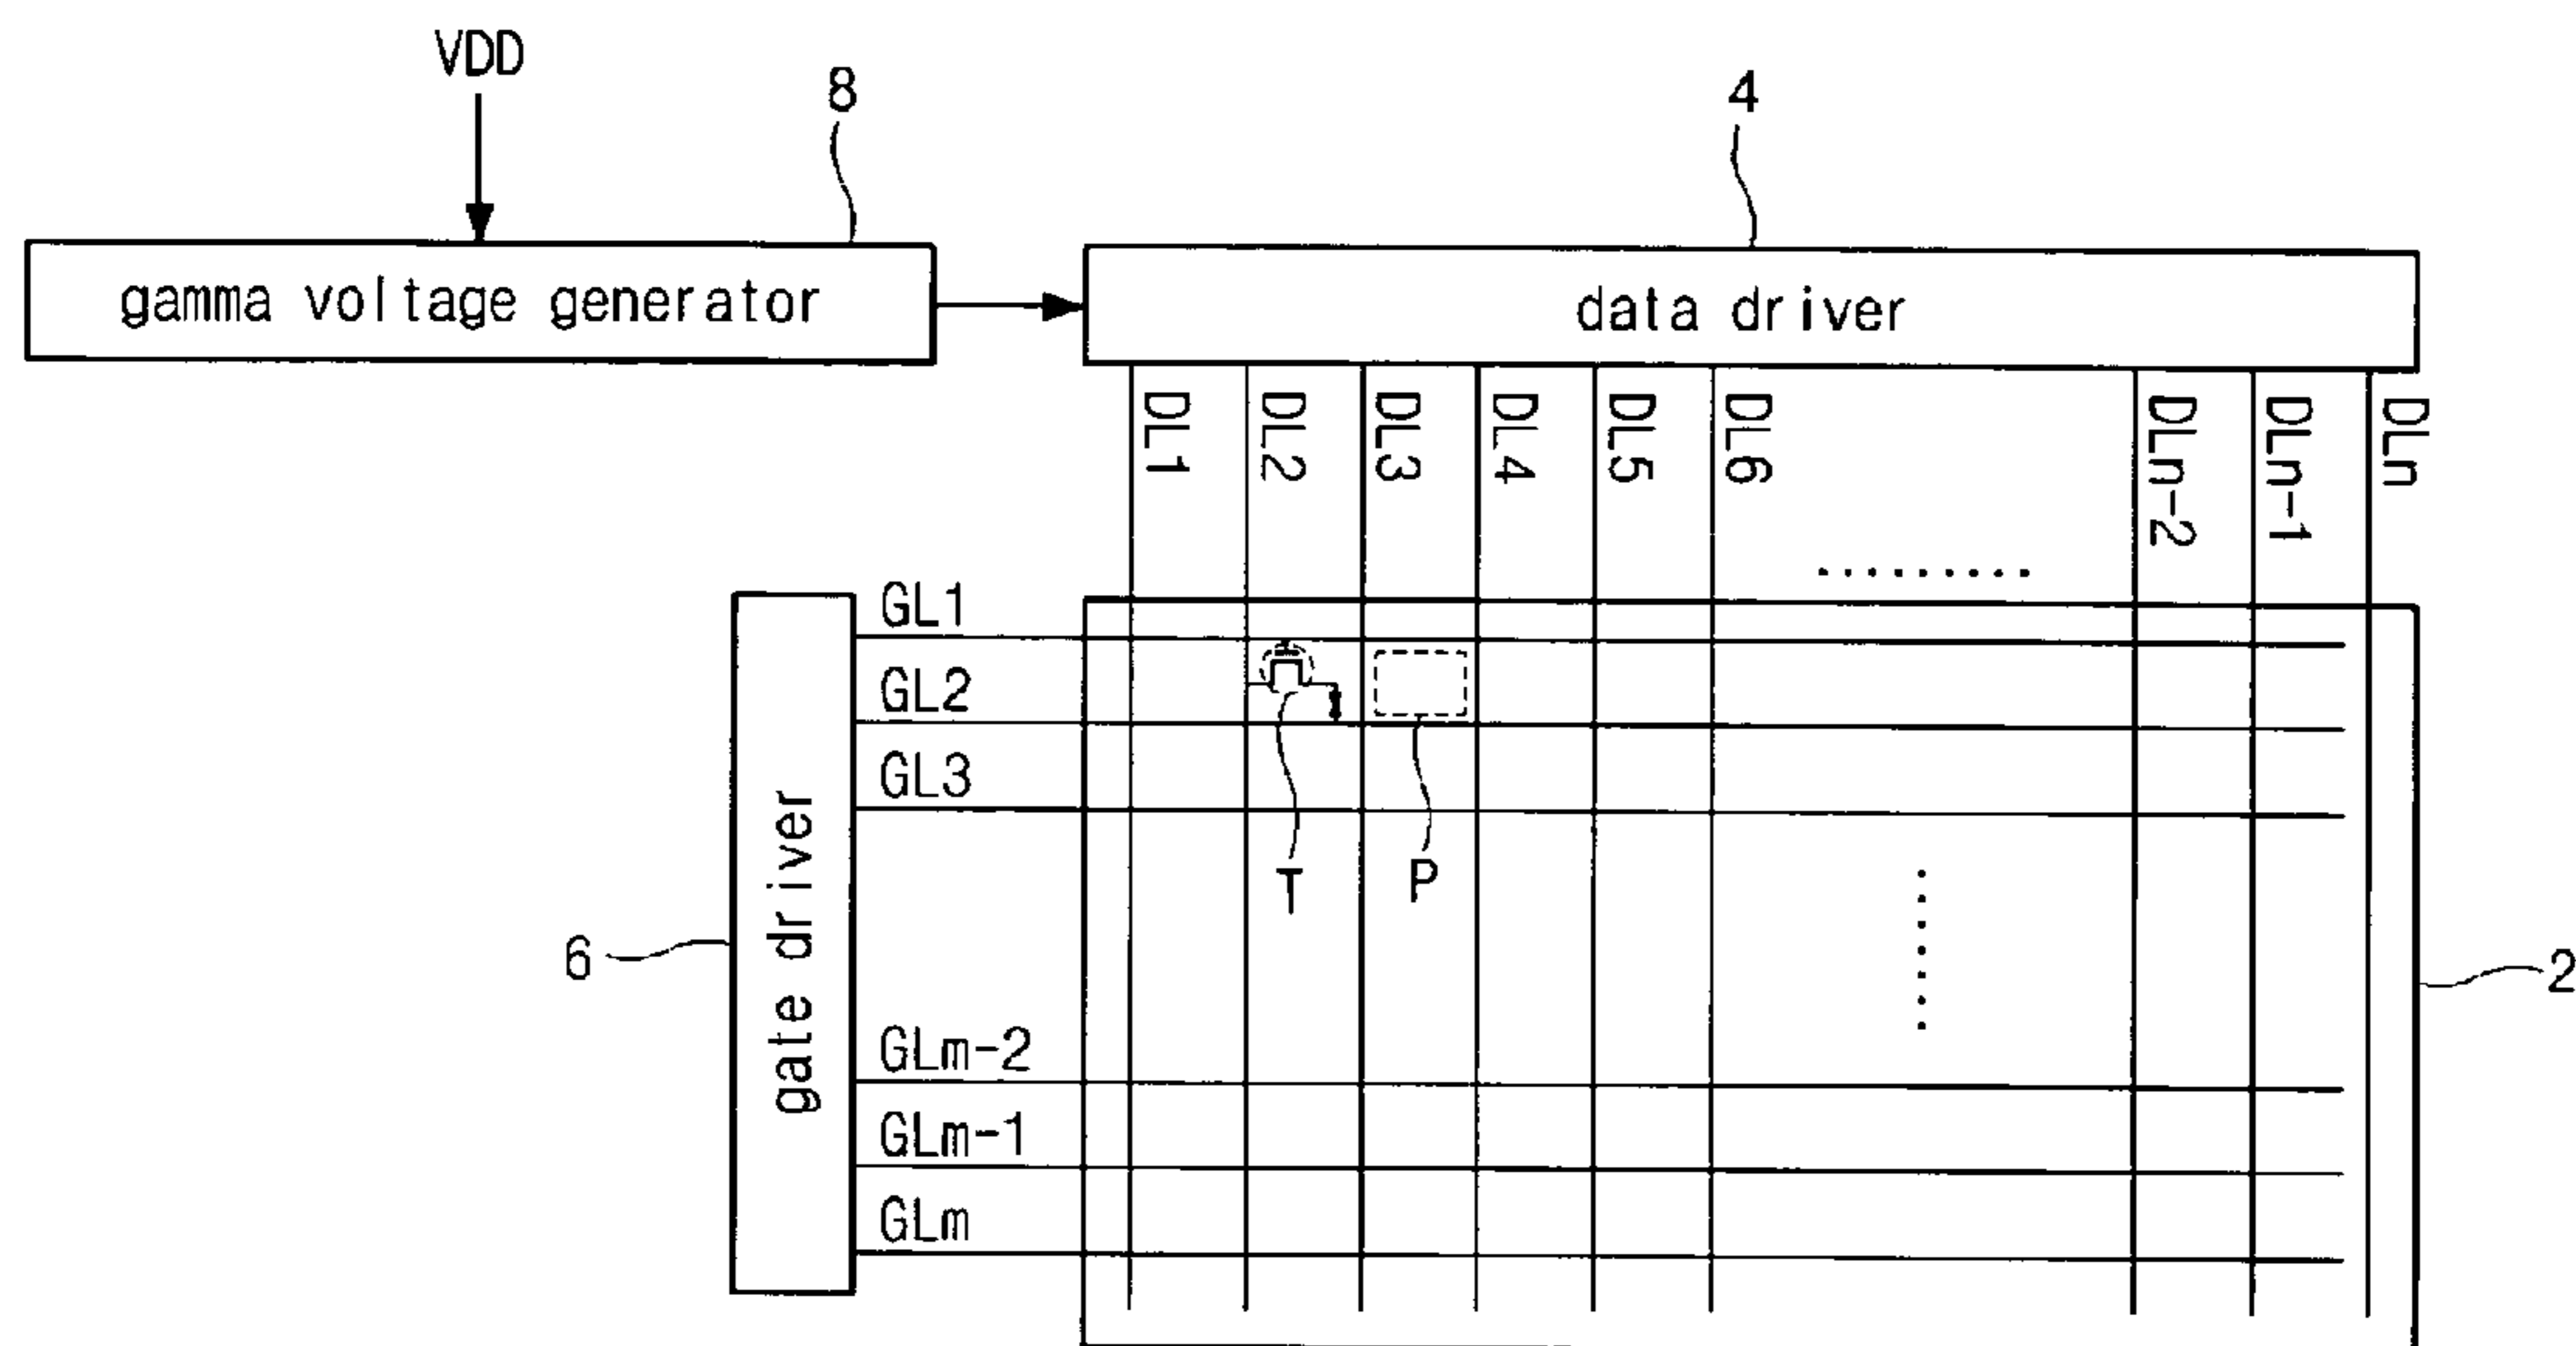 VDD
8
4
gamma voltage generator
data driver
DL1
DL2
DL3
DL4
DL5
DL6
DLn-2
DLn-1
DLn
GL1
GL2
GL3
T
P
gate driver
6
2
GLm-2
GLm-1
GLm